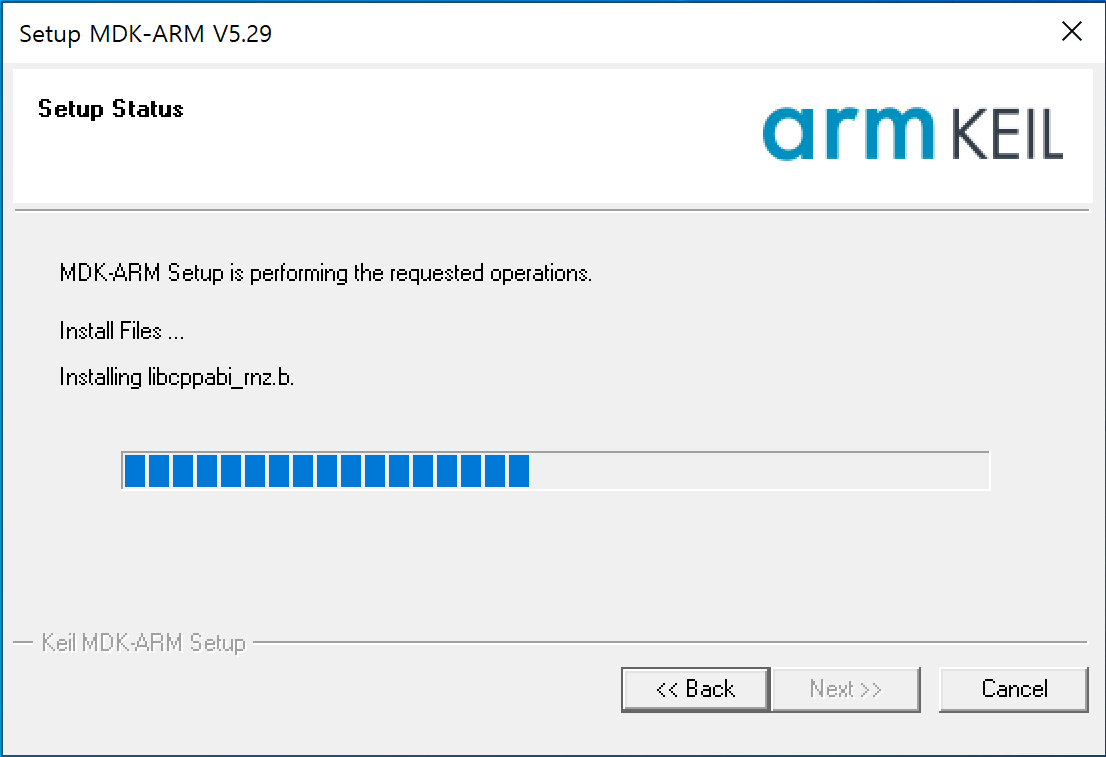 Setup MDK-ARM V5.29
Setup Status
arm KEIL
MDK-ARM Setup is performing the requested operations.
Install Files ...
Installing libcppabi_rnz.b.
Keil MDK-ARM Setup
<< Back
Next >>
Cancel